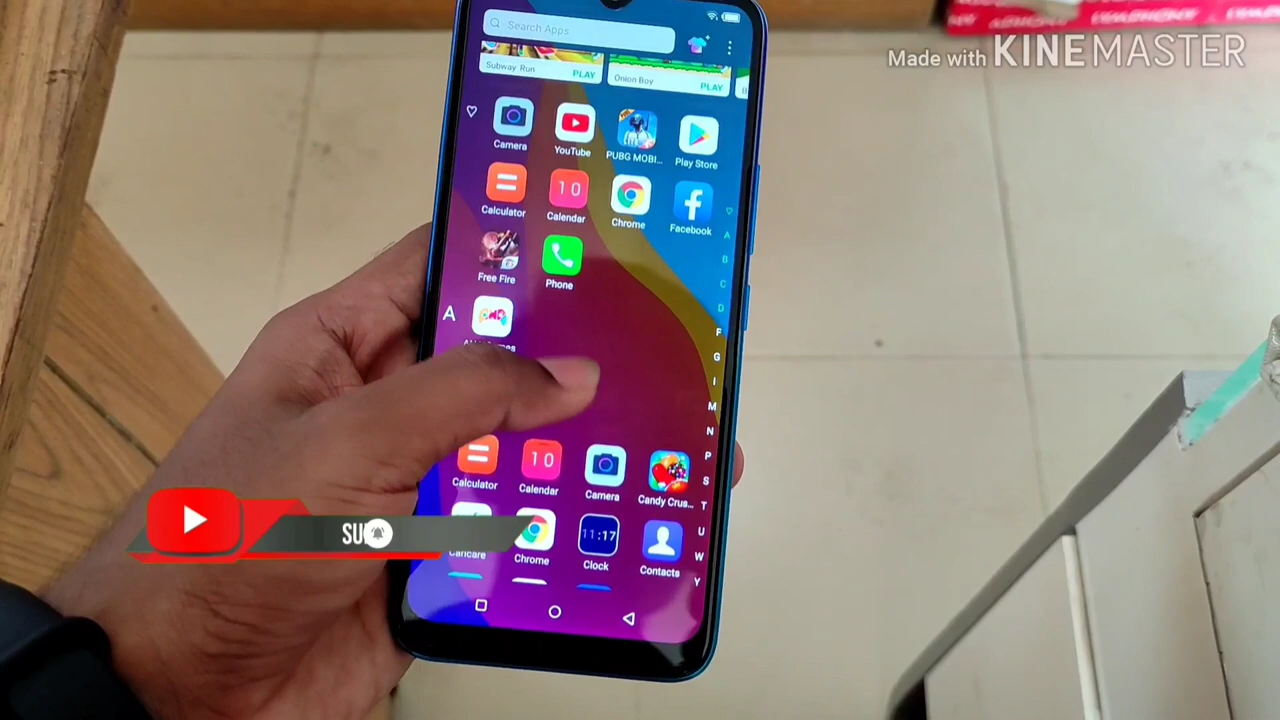 Made with KINEMASTER
Search Apps
Subway Run
PLAY
Onion Boy
PLAY
Camera
YouTube
PUBG MOBI...
Play Store
Calculator
10
Calendar
Chrome
Facebook
Free Fire
Phone
A
A
B
C
D
F
G
I
M
N
P
S
T
U
W
Y
Calculator
10
Calendar
Camera
Candy Crus...
Carlcare
Chrome
11:17
Clock
Contacts
SU